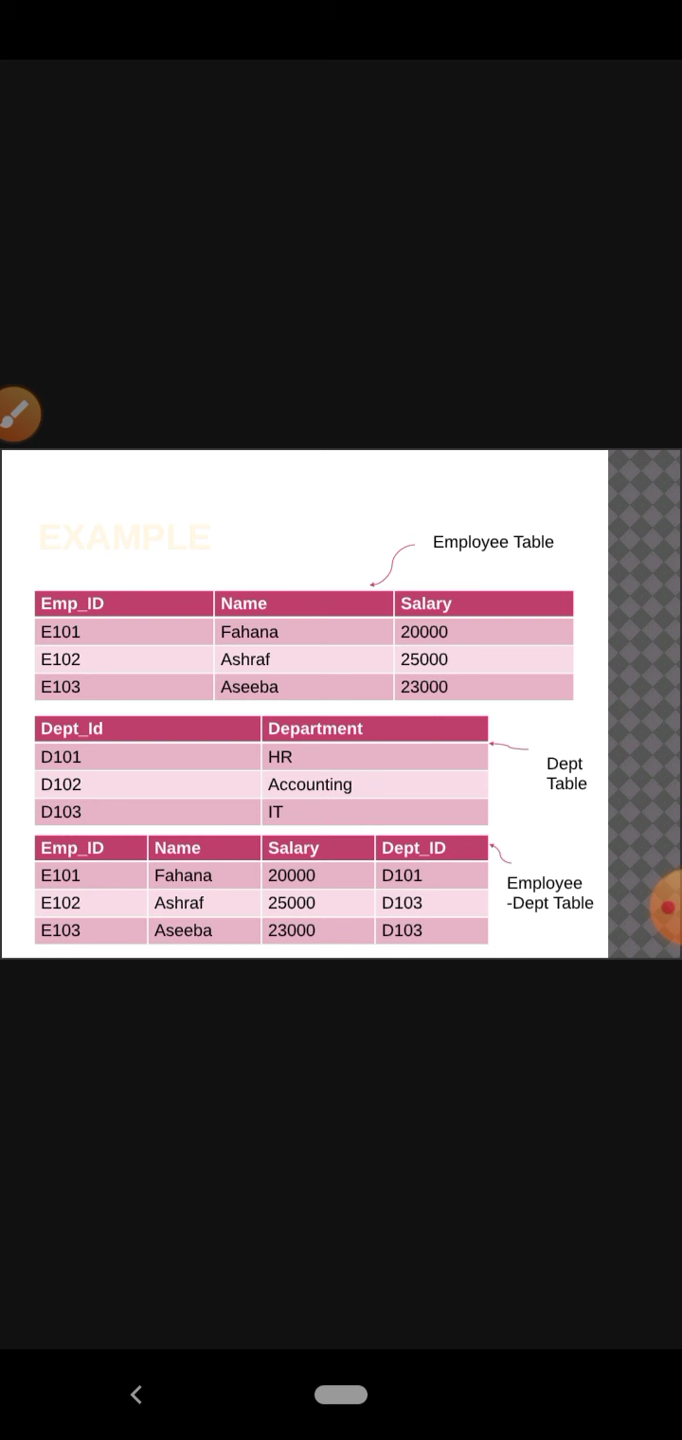 EXAMPLE
Employee Table
Emp_ID Name Salary
E101 Fahana 20000
E102 Ashraf 25000
E103 Aseeba 23000
Dept_Id Department
D101 HR
D102 Accounting
D103 IT
Dept
Table
Emp_ID Name Salary Dept_ID
E101 Fahana 20000 D101
E102 Ashraf 25000 D103
E103 Aseeba 23000 D103
Employee
-Dept Table